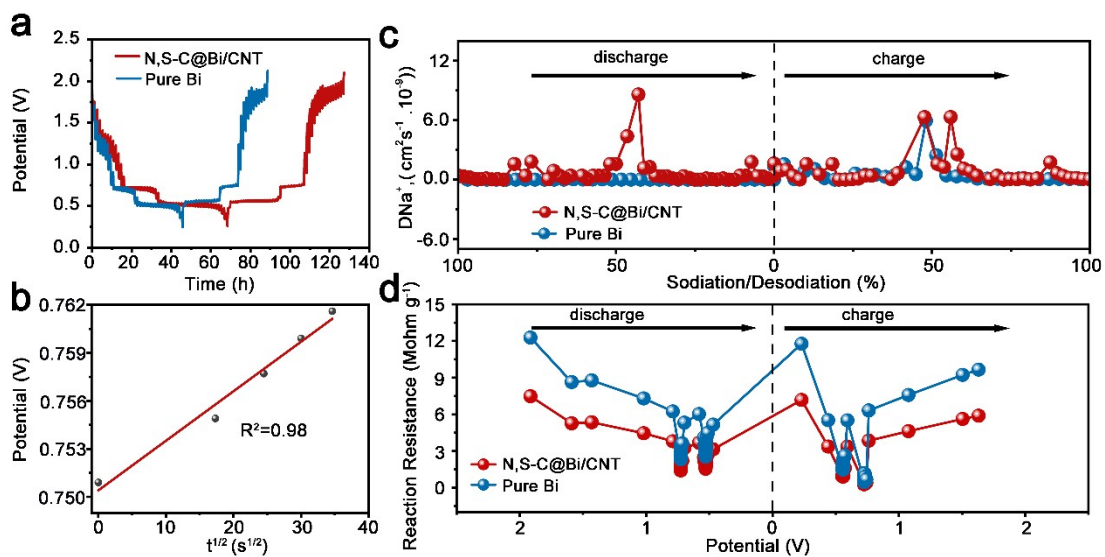 a
N,S-C@Bi/CNT
Pure Bi
Potential (V)
2.5
2.0
1.5
1.0
0.5
0.0
0 20 40 60 80 100 120 140
Time (h)
b
Potential (V)
0.762
0.759
0.756
0.753
0.750
R²=0.98
0 10 20 30 40
t^1/2 (s^1/2)
c
discharge
charge
DNa⁺,(cm²s⁻¹ .10⁻⁹)
12.0
6.0
0.0
-6.0
N,S-C@Bi/CNT
Pure Bi
100 50 0 50 100
Sodiation/Desodiation (%)
d
discharge
charge
Reaction Resistance (Mohm g⁻¹)
15
12
9
6
3
0
N,S-C@Bi/CNT
Pure Bi
2 1 0 1 2
Potential (V)